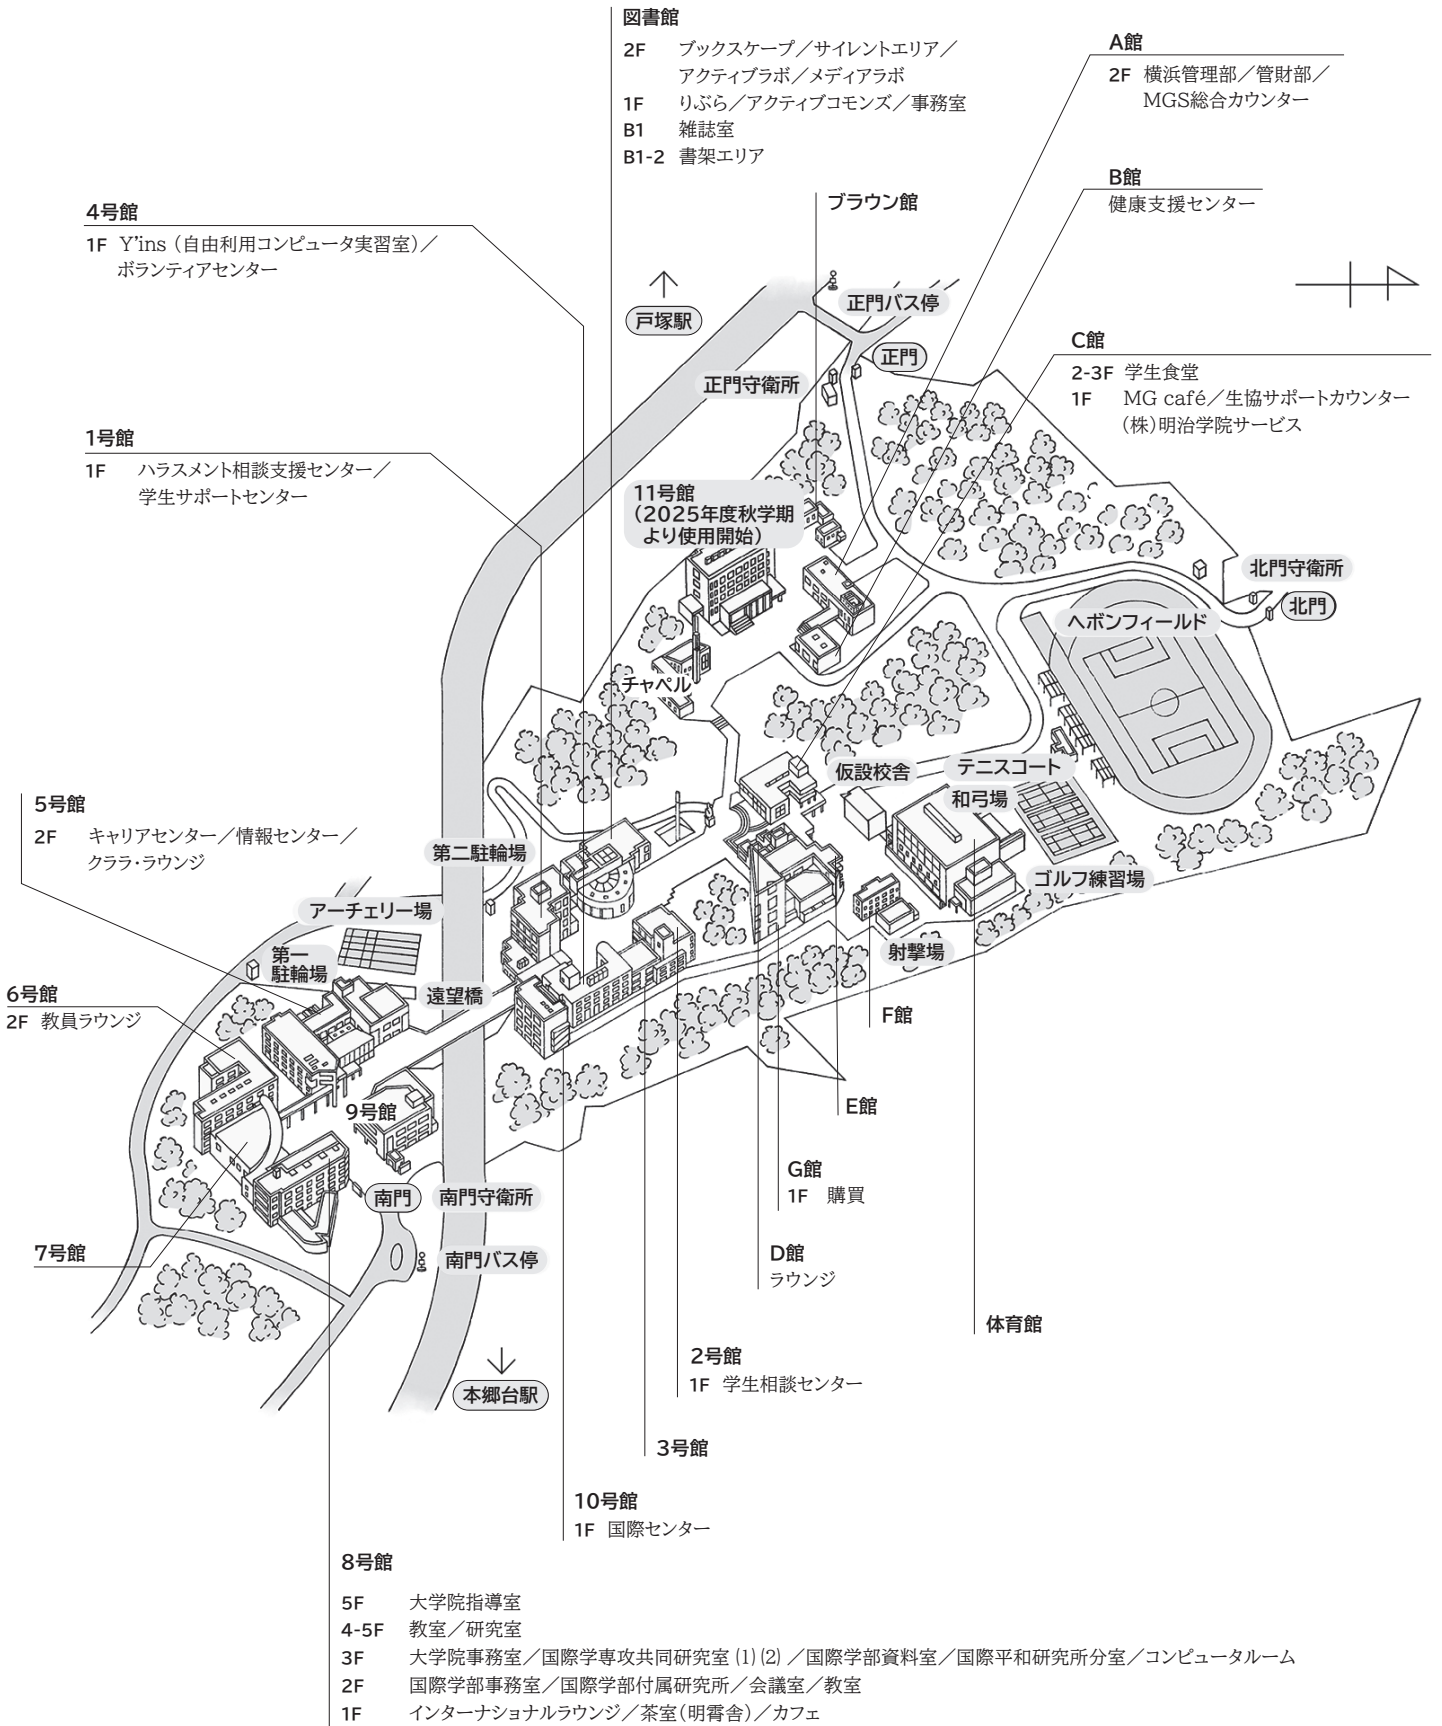 図書館
2F ブックスケープ／サイレントエリア／
アクティブラボ／メディアラボ
1F りぶら／アクティブコモンズ／事務室
B1 雑誌室
B1-2 書架エリア
A館
2F 横浜管理部／管財部／
MGS総合カウンター
B館
健康支援センター
ブラウン館
4号館
1F Y'ins（自由利用コンピュータ実習室）／
ボランティアセンター
戸塚駅
正門バス停
正門
正門守衛所
C館
2-3F 学生食堂
1F MG café／生協サポートカウンター
（株）明治学院サービス
1号館
1F ハラスメント相談支援センター／
学生サポートセンター
11号館
（2025年度秋学期
より使用開始）
北門守衛所
北門
ヘボンフィールド
チャペル
仮設校舎
テニスコート
和弓場
5号館
2F キャリアセンター／情報センター／
クララ・ラウンジ
第二駐輪場
ゴルフ練習場
アーチェリー場
射撃場
第一
駐輪場
遠望橋
6号館
2F 教員ラウンジ
F館
9号館
E館
G館
1F 購買
南門
南門守衛所
7号館
南門バス停
D館
ラウンジ
体育館
2号館
1F 学生相談センター
本郷台駅
3号館
10号館
1F 国際センター
8号館
5F 大学院指導室
4-5F 教室／研究室
3F 大学院事務室／国際学専攻共同研究室(1)(2)／国際学部資料室／国際平和研究所分室／コンピュータルーム
2F 国際学部事務室／国際学部付属研究所／会議室／教室
1F インターナショナルラウンジ／茶室（明霄舎）／カフェ